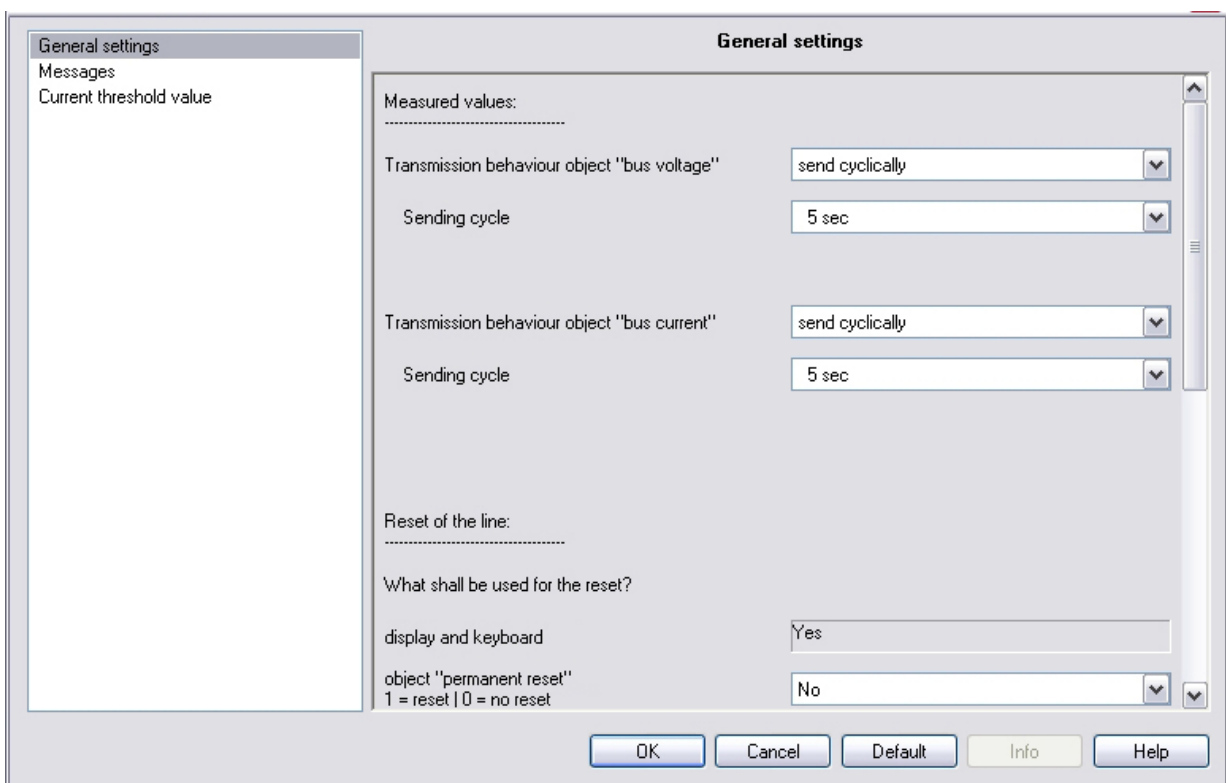 General settings
Messages
Current threshold value
General settings
Measured values:
-------------------------------------
Transmission behaviour object "bus voltage" send cyclically
Sending cycle 5 sec
Transmission behaviour object "bus current" send cyclically
Sending cycle 5 sec
Reset of the line:
-------------------------------------
What shall be used for the reset?
display and keyboard Yes
object "permanent reset"
1 = reset | 0 = no reset No
OK Cancel Default Info Help